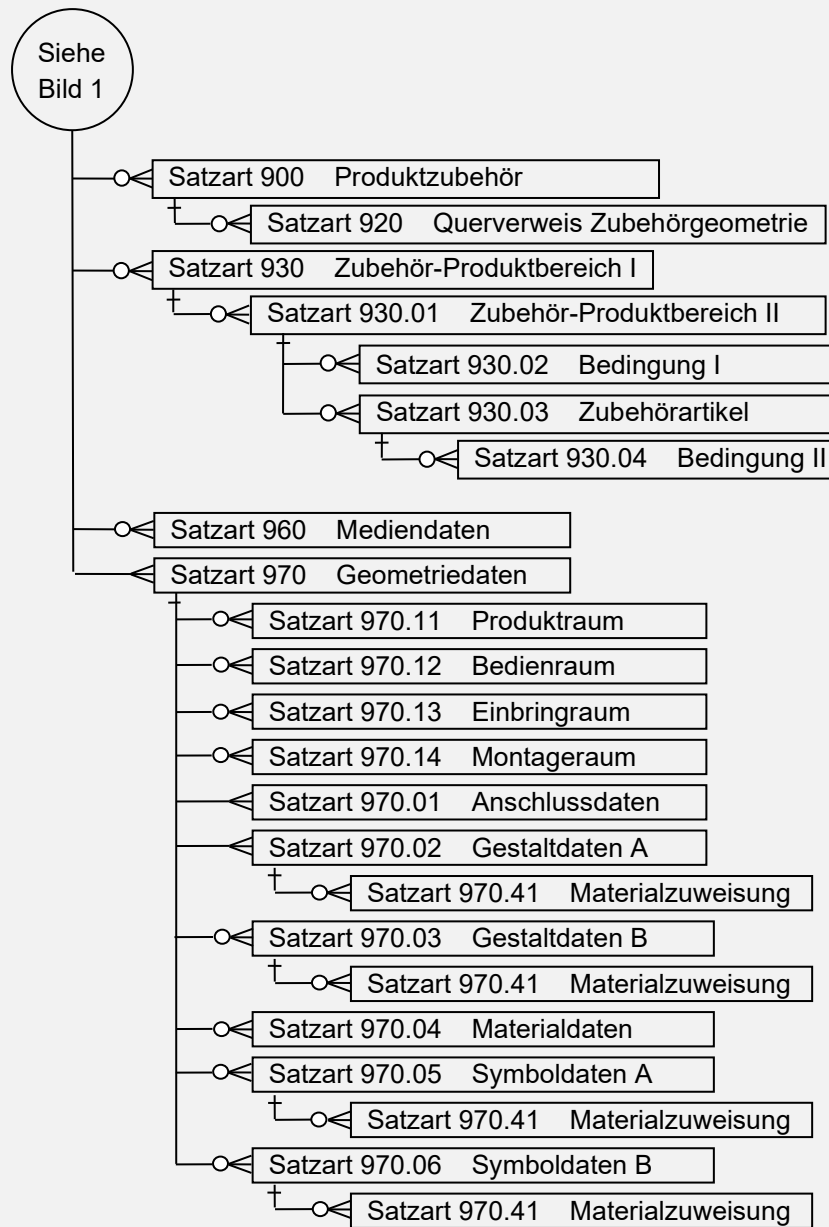 Siehe
Bild 1
Satzart 900 Produktzubehör
Satzart 920 Querverweis Zubehörgeometrie
Satzart 930 Zubehör-Produktbereich I
Satzart 930.01 Zubehör-Produktbereich II
Satzart 930.02 Bedingung I
Satzart 930.03 Zubehörartikel
Satzart 930.04 Bedingung II
Satzart 960 Mediendaten
Satzart 970 Geometriedaten
Satzart 970.11 Produktraum
Satzart 970.12 Bedienraum
Satzart 970.13 Einbringraum
Satzart 970.14 Montageraum
Satzart 970.01 Anschlussdaten
Satzart 970.02 Gestaltdaten A
Satzart 970.41 Materialzuweisung
Satzart 970.03 Gestaltdaten B
Satzart 970.41 Materialzuweisung
Satzart 970.04 Materialdaten
Satzart 970.05 Symboldaten A
Satzart 970.41 Materialzuweisung
Satzart 970.06 Symboldaten B
Satzart 970.41 Materialzuweisung